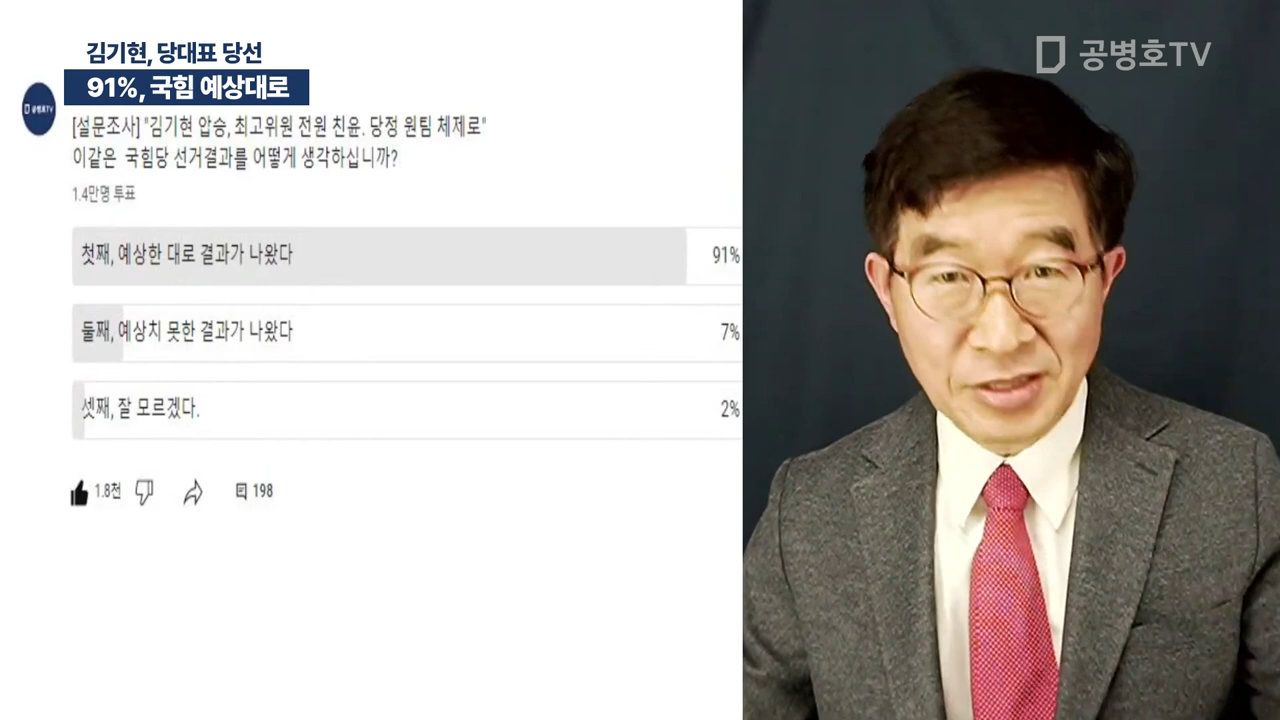 김기현, 당대표 당선
91%, 국힘 예상대로
공병호TV
공병호TV
[설문조사] "김기현 압승, 최고위원 전원 친윤. 당정 원팀 체제로"
이같은 국힘당 선거결과를 어떻게 생각하십니까?
1.4만명 투표
첫째, 예상한 대로 결과가 나왔다 91%
둘째, 예상치 못한 결과가 나왔다 7%
셋째, 잘 모르겠다. 2%
1.8천 198